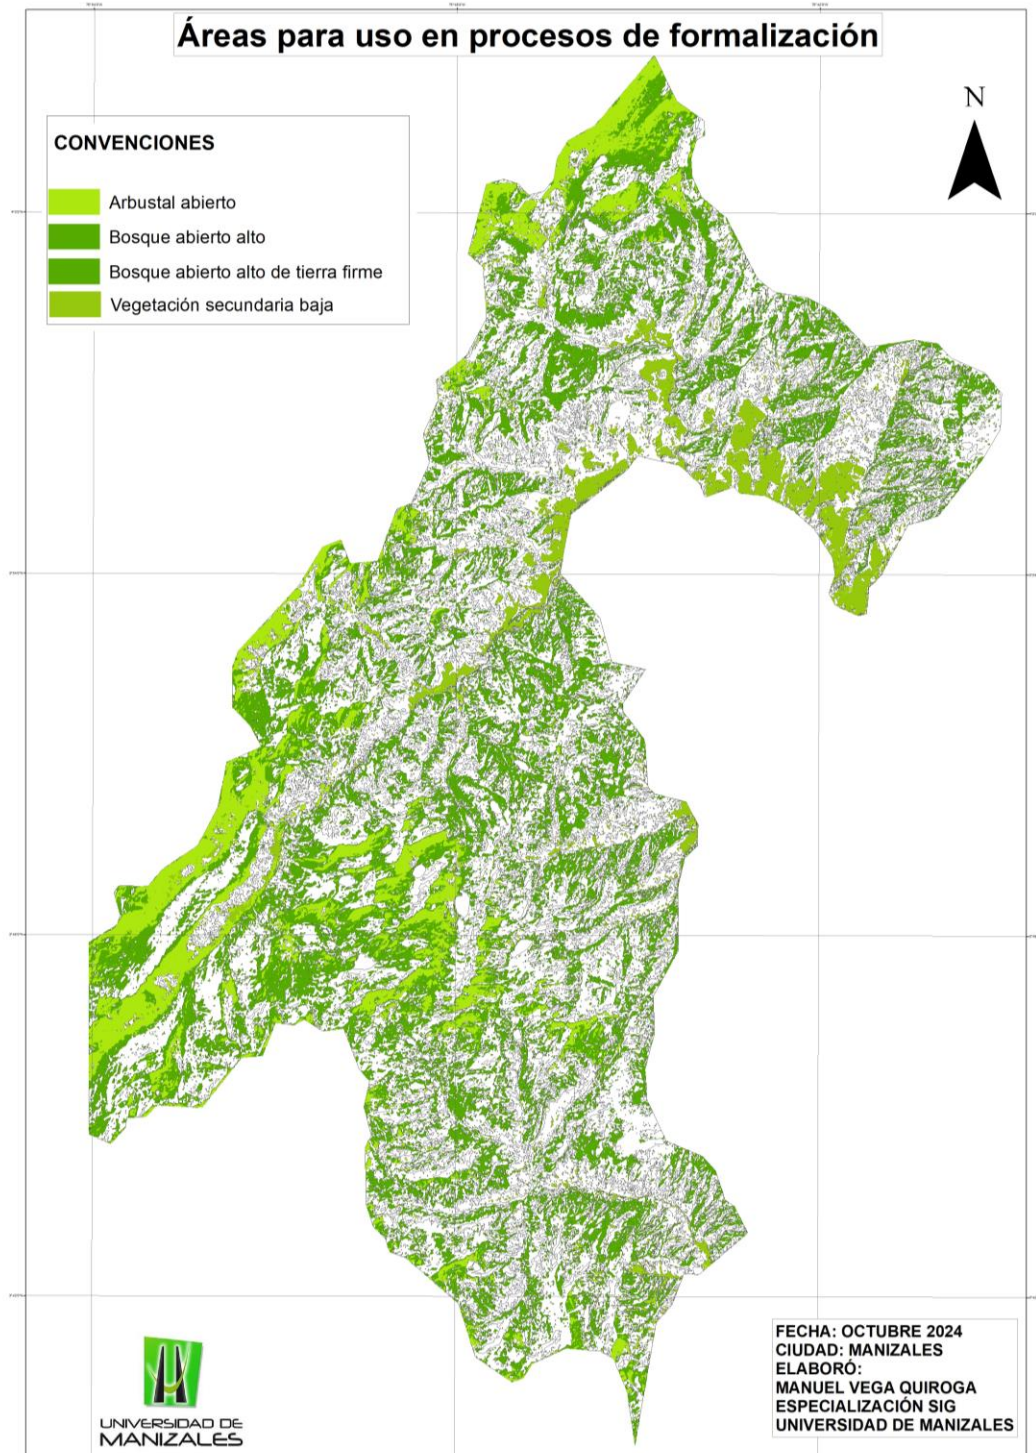 Áreas para uso en procesos de formalización
N
CONVENCIONES
Arbustal abierto
Bosque abierto alto
Bosque abierto alto de tierra firme
Vegetación secundaria baja
UNIVERSIDAD DE
MANIZALES
FECHA: OCTUBRE 2024
CIUDAD: MANIZALES
ELABORÓ:
MANUEL VEGA QUIROGA
ESPECIALIZACIÓN SIG
UNIVERSIDAD DE MANIZALES